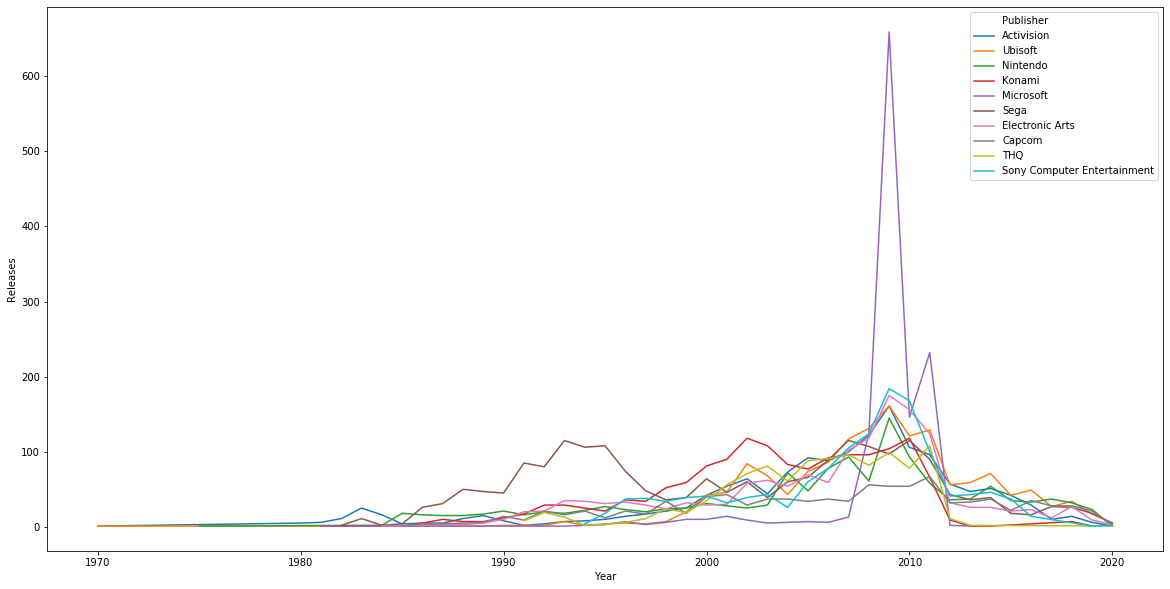 Publisher
Activision
Ubisoft
Nintendo
Konami
Microsoft
Sega
Electronic Arts
Capcom
THQ
Sony Computer Entertainment
600
500
400
300
200
100
0
Releases
1970
1980
1990
2000
2010
2020
Year